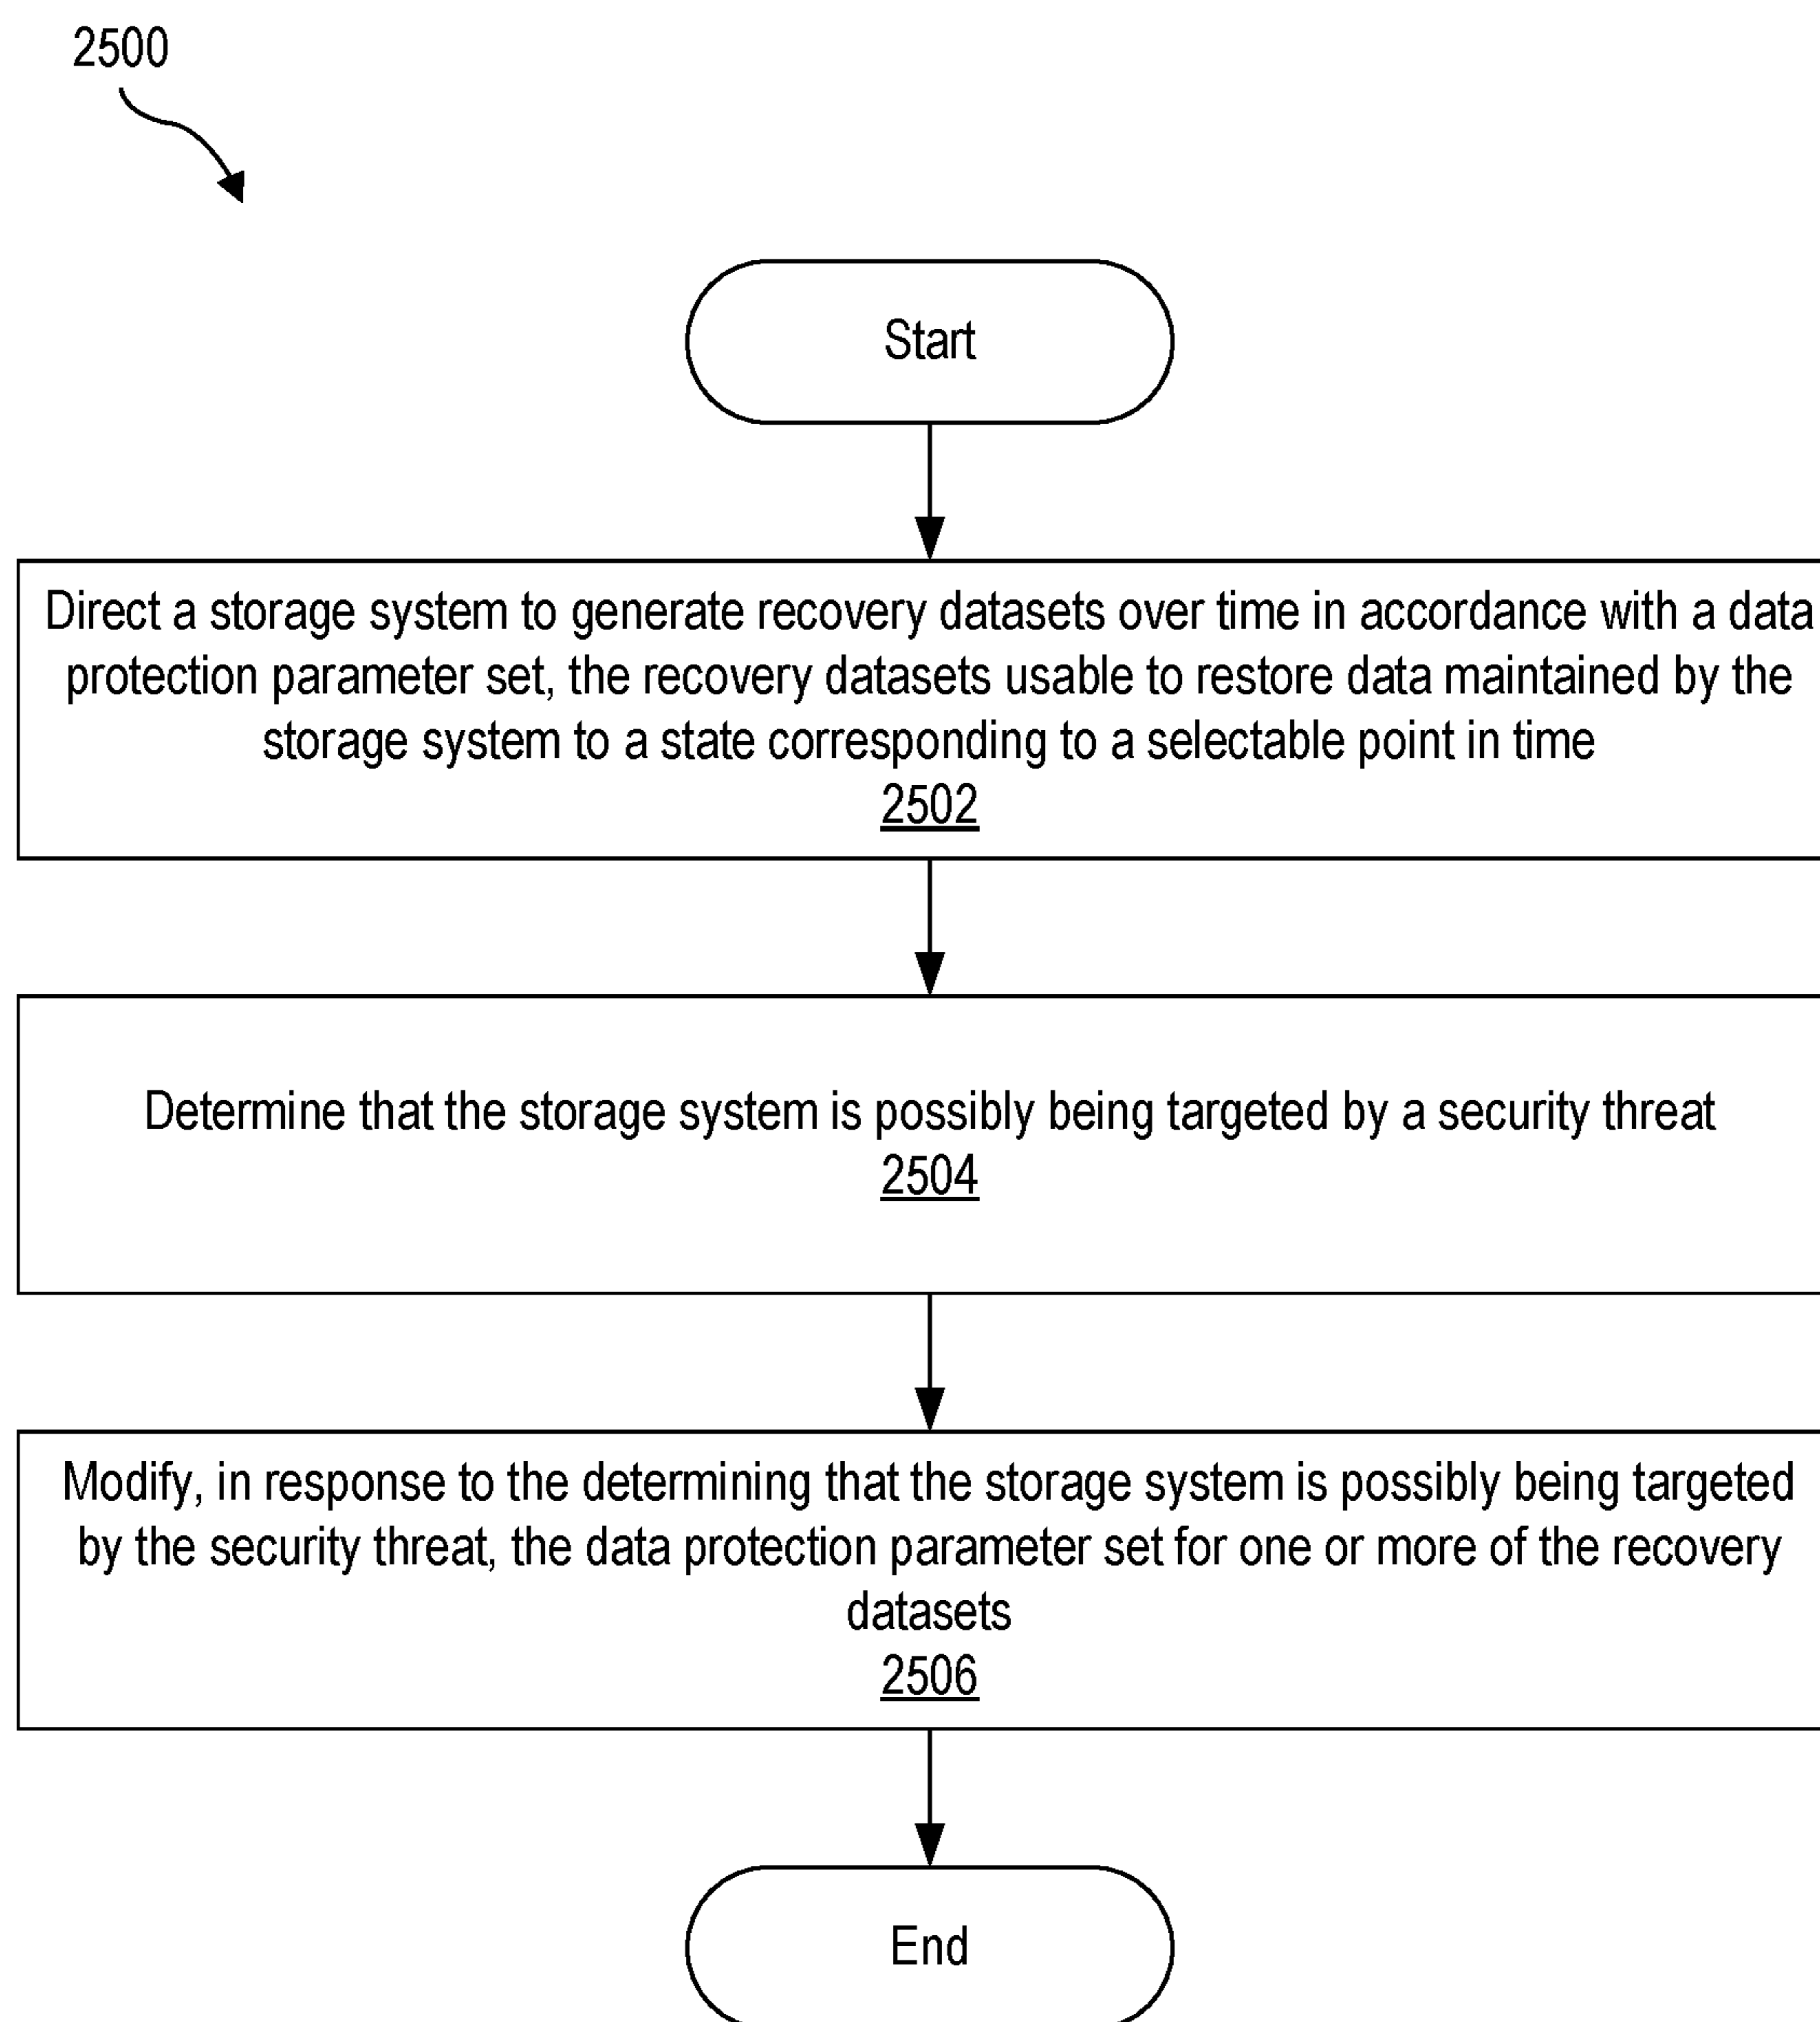 2500
Start
Direct a storage system to generate recovery datasets over time in accordance with a data
protection parameter set, the recovery datasets usable to restore data maintained by the
storage system to a state corresponding to a selectable point in time
2502
Determine that the storage system is possibly being targeted by a security threat
2504
Modify, in response to the determining that the storage system is possibly being targeted
by the security threat, the data protection parameter set for one or more of the recovery
datasets
2506
End